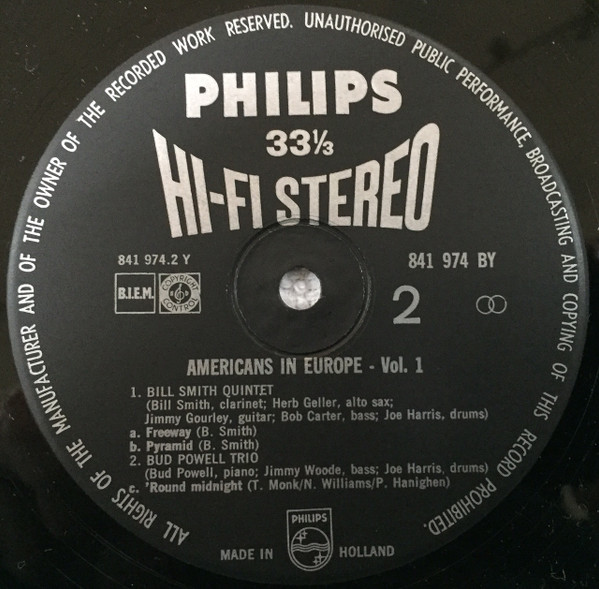 ALL RIGHTS OF THE MANUFACTURER AND OF THE OWNER OF THE RECORDED WORK RESERVED. UNAUTHORISED PUBLIC PERFORMANCE, BROADCASTING AND COPYING OF THIS RECORD PROHIBITED.
PHILIPS
33⅓
HI-FI STEREO
841 974.2 Y
841 974 BY
B.I.E.M.
COPYRIGHT CONTROL
2
AMERICANS IN EUROPE - Vol. 1
1. BILL SMITH QUINTET
(Bill Smith, clarinet; Herb Geller, alto sax;
Jimmy Gourley, guitar; Bob Carter, bass; Joe Harris, drums)
a. Freeway (B. Smith)
b. Pyramid (B. Smith)
2. BUD POWELL TRIO
(Bud Powell, piano; Jimmy Woode, bass; Joe Harris, drums)
c. 'Round midnight (T. Monk/N. Williams/P. Hanighen)
PHILIPS
MADE IN HOLLAND